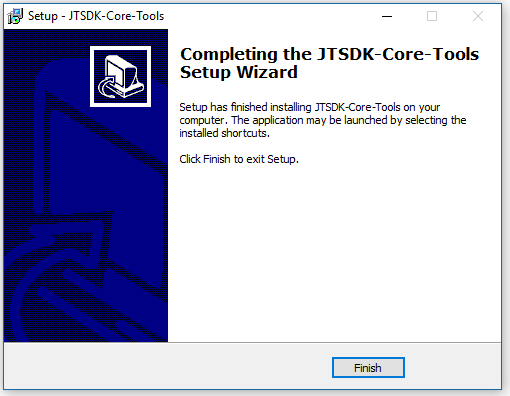 Setup - JTSDK-Core-Tools
Completing the JTSDK-Core-Tools
Setup Wizard
Setup has finished installing JTSDK-Core-Tools on your
computer. The application may be launched by selecting the
installed shortcuts.
Click Finish to exit Setup.
Finish